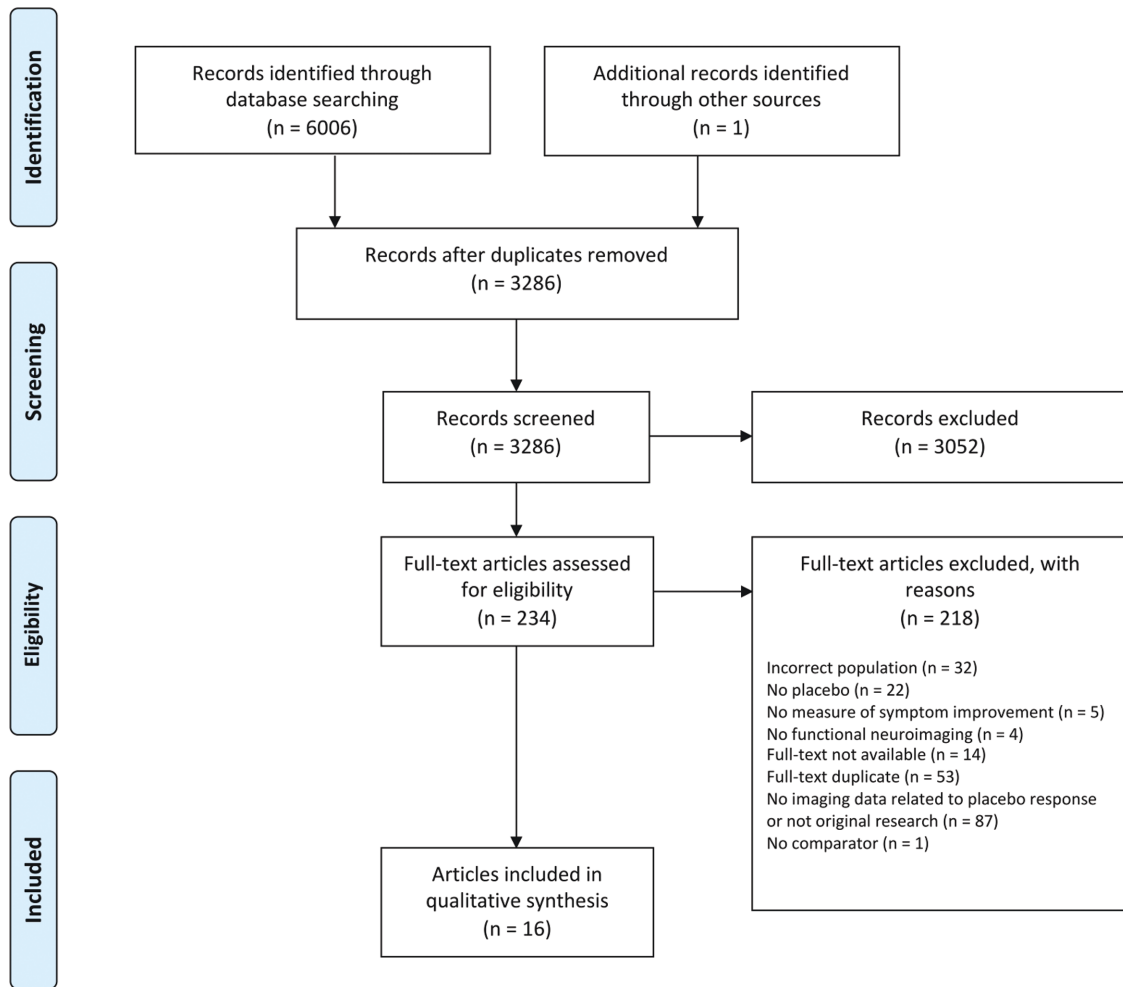 Identification
Records identified through
database searching
(n = 6006)
Additional records identified
through other sources
(n = 1)
Records after duplicates removed
(n = 3286)
Screening
Records screened
(n = 3286)
Records excluded
(n = 3052)
Eligibility
Full-text articles assessed
for eligibility
(n = 234)
Full-text articles excluded, with
reasons
(n = 218)
Incorrect population (n = 32)
No placebo (n = 22)
No measure of symptom improvement (n = 5)
No functional neuroimaging (n = 4)
Full-text not available (n = 14)
Full-text duplicate (n = 53)
No imaging data related to placebo response
or not original research (n = 87)
No comparator (n = 1)
Included
Articles included in
qualitative synthesis
(n = 16)